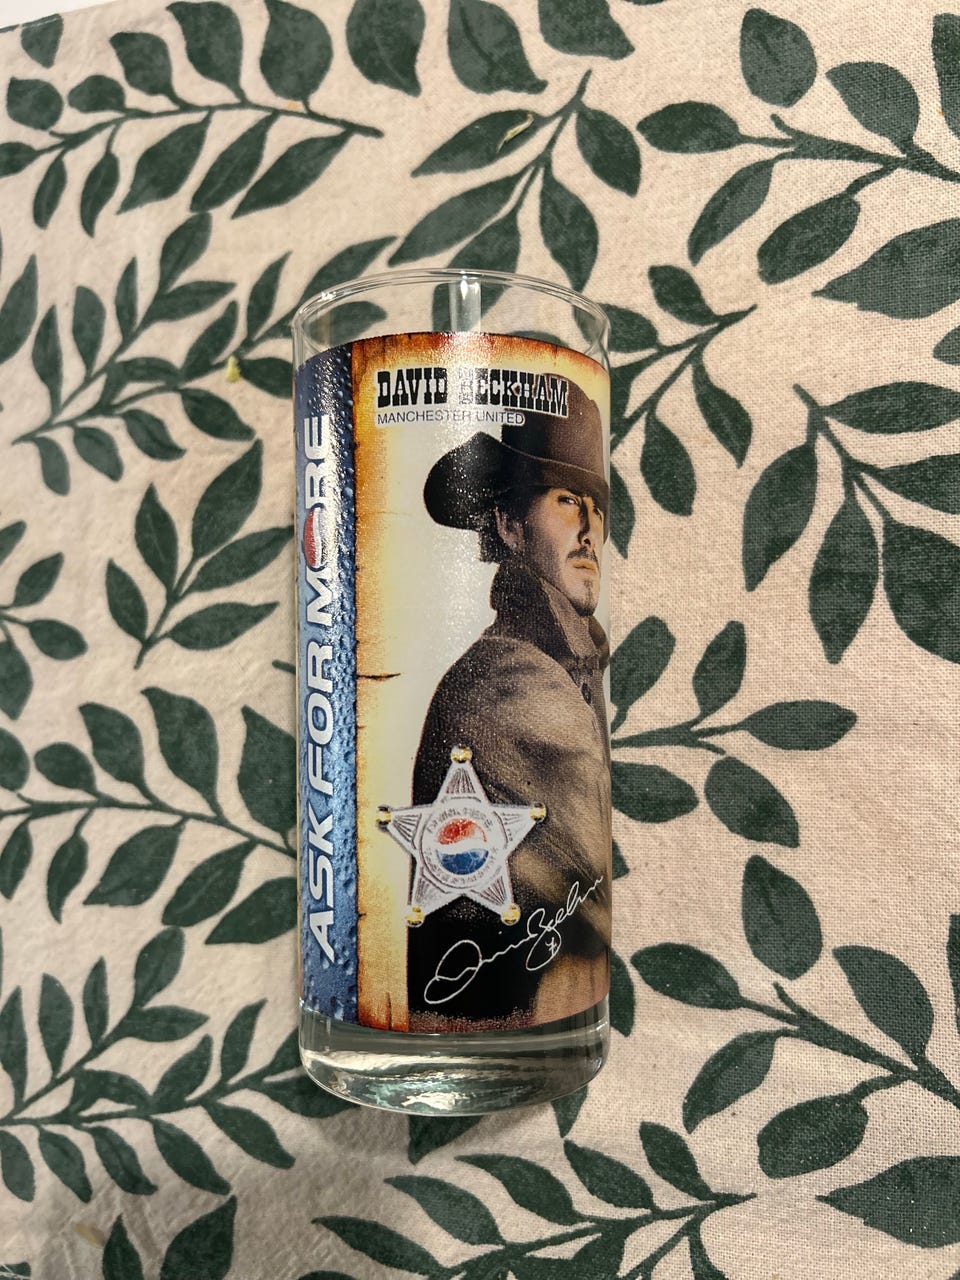 DAVID BECKHAM
MANCHESTER UNITED
ASK FOR MORE